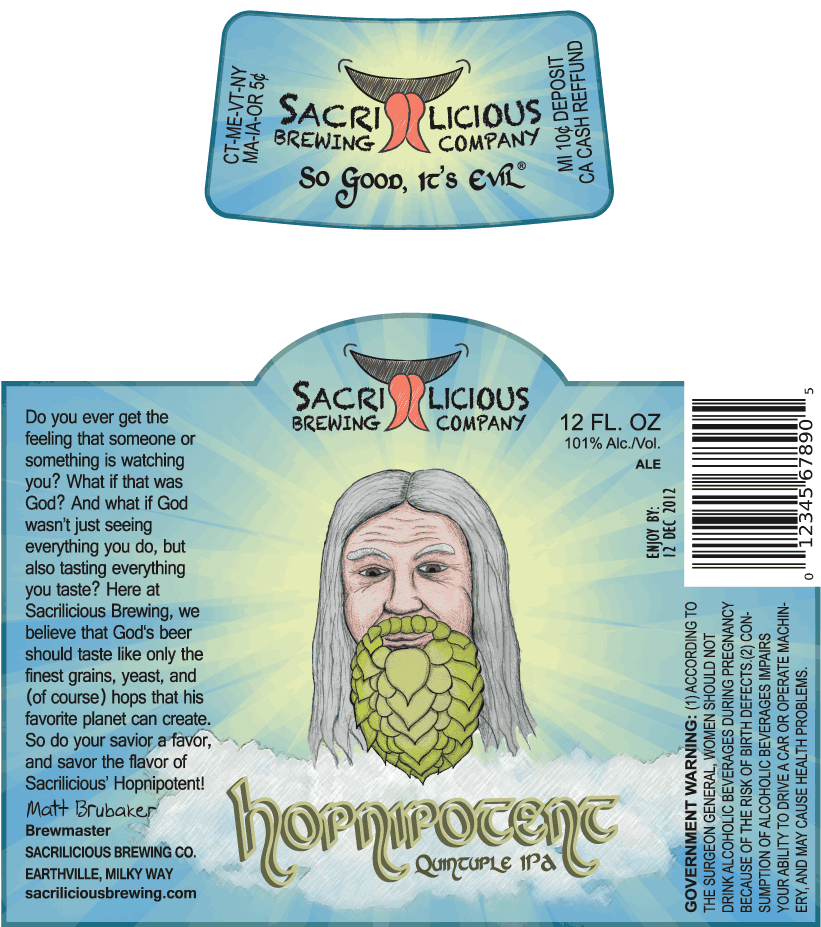 CT-ME-VT-NY
MA-IA-OR 5¢
SACRI LICIOUS
BREWING COMPANY
So Good, it's Evil®
MI 10¢ DEPOSIT
CA CASH REFFUND
SACRI LICIOUS
BREWING COMPANY
Do you ever get the
feeling that someone or
something is watching
you? What if that was
God? And what if God
wasn't just seeing
everything you do, but
also tasting everything
you taste? Here at
Sacrilicious Brewing, we
believe that God's beer
should taste like only the
finest grains, yeast, and
(of course) hops that his
favorite planet can create.
So do your savior a favor,
and savor the flavor of
Sacrilicious' Hopnipotent!
Matt Brubaker
Brewmaster
SACRILICIOUS BREWING CO.
EARTHVILLE, MILKY WAY
sacriliciousbrewing.com
Hopnipotent
Quintuple IPA
12 FL. OZ
101% Alc./Vol.
ALE
ENJOY BY:
12 DEC 2012
0 12345 67890 5
GOVERNMENT WARNING: (1) ACCORDING TO
THE SURGEON GENERAL, WOMEN SHOULD NOT
DRINK ALCOHOLIC BEVERAGES DURING PREGNANCY
BECAUSE OF THE RISK OF BIRTH DEFECTS.(2) CON-
SUMPTION OF ALCOHOLIC BEVERAGES IMPAIRS
YOUR ABILITY TO DRIVE A CAR OR OPERATE MACHIN-
ERY, AND MAY CAUSE HEALTH PROBLEMS.